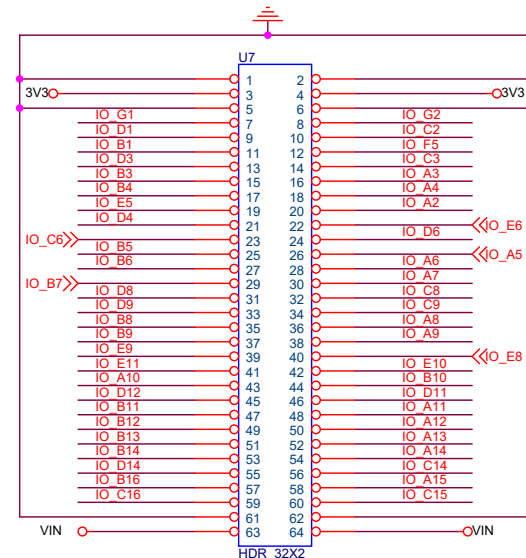 U7
1 2
3V3 3 4 3V3
5 6
IO_G1 7 8 IO_G2
IO_D1 9 10 IO_C2
IO_B1 11 12 IO_F5
IO_D3 13 14 IO_C3
IO_B3 15 16 IO_A3
IO_B4 17 18 IO_A4
IO_E5 19 20 IO_A2
IO_D4 21 22 IO_E6
IO_C6 23 24 IO_D6
IO_B5 25 26 IO_A5
IO_B6 27 28 IO_A6
IO_B7 29 30 IO_A7
IO_D8 31 32 IO_C8
IO_D9 33 34 IO_C9
IO_B8 35 36 IO_A8
IO_B9 37 38 IO_A9
IO_E9 39 40 IO_E8
IO_E11 41 42 IO_E10
IO_A10 43 44 IO_B10
IO_D12 45 46 IO_D11
IO_B11 47 48 IO_A11
IO_B12 49 50 IO_A12
IO_B13 51 52 IO_A13
IO_B14 53 54 IO_A14
IO_D14 55 56 IO_C14
IO_B16 57 58 IO_A15
IO_C16 59 60 IO_C15
61 62
VIN 63 64 VIN
HDR_32X2